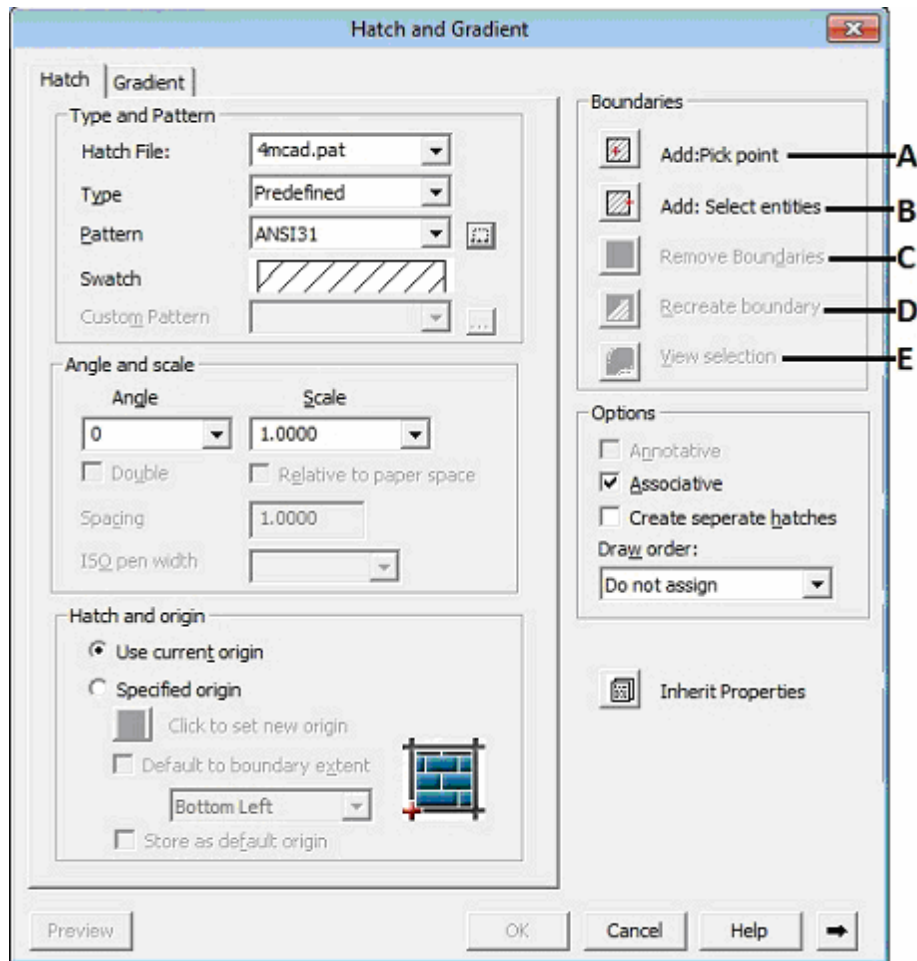 Hatch and Gradient
Hatch
Gradient
Type and Pattern
Hatch File:
4mcad.pat
Type
Predefined
Pattern
ANSI31
Swatch
Custom Pattern
...
Angle and scale
Angle
Scale
0
1.0000
Double
Relative to paper space
Spacing
1.0000
ISO pen width
Hatch and origin
Use current origin
Specified origin
Click to set new origin
Default to boundary extent
Bottom Left
Store as default origin
Boundaries
Add:Pick point
A
Add: Select entities
B
Remove Boundaries
C
Recreate boundary
D
View selection
E
Options
Annotative
Associative
Create seperate hatches
Draw order:
Do not assign
Inherit Properties
Preview
OK
Cancel
Help